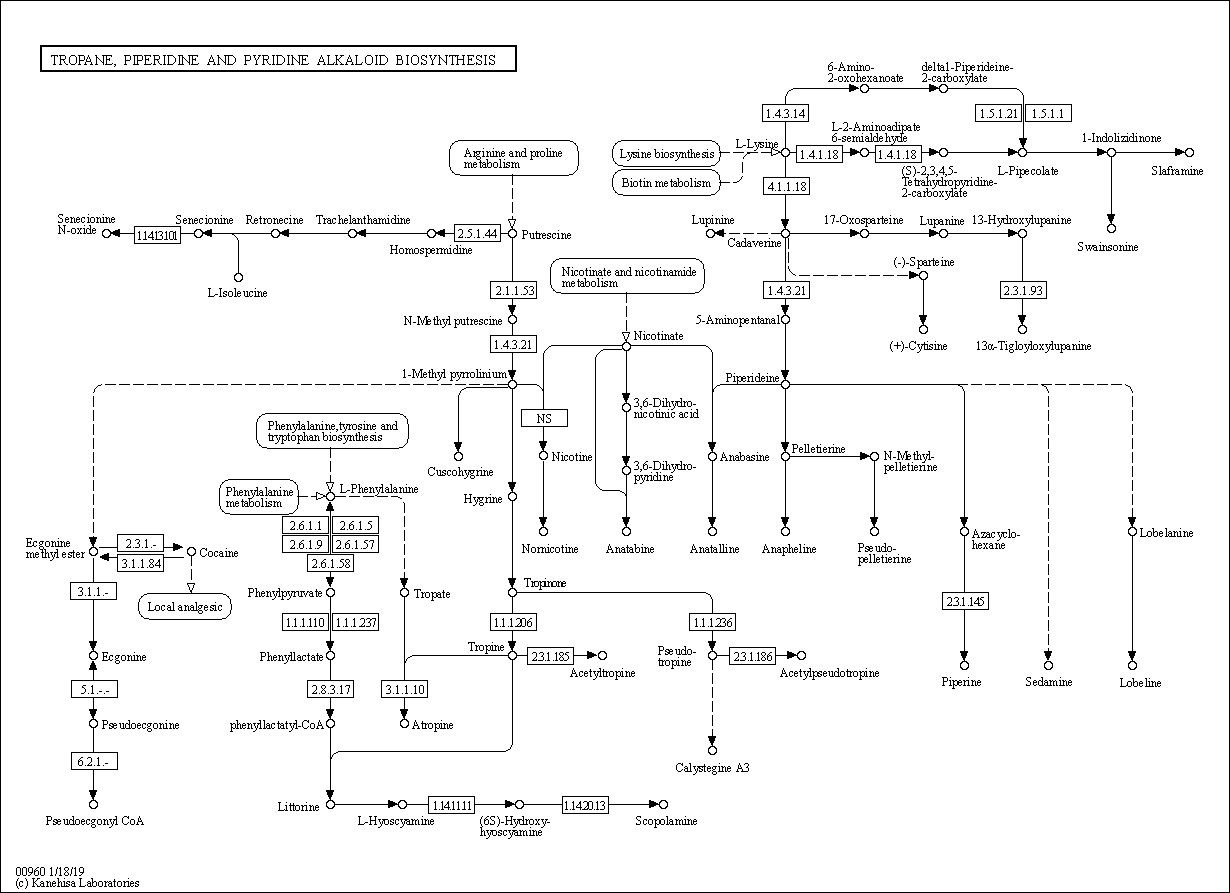 TROPANE, PIPERIDINE AND PYRIDINE ALKALOID BIOSYNTHESIS
6-Amino-
2-oxohexanoate
delta1-Piperideine-
2-carboxylate
1.4.3.14
1.5.1.21
1.5.1.1
L-2-Aminoadipate
6-semialdehyde
1-Indolizidinone
Arginine and proline
metabolism
Lysine biosynthesis
L-Lysine
1.4.1.18
1.4.1.18
Biotin metabolism
4.1.1.18
(S)-2,3,4,5-
Tetrahydropyridine-
2-carboxylate
L-Pipecolate
Slaframine
Senecionine
N-oxide
11413101
Senecionine
Retronecine
Trachelanthamidine
Homospermidine
2.5.1.44
Putrescine
Lupinine
Cadaverine
17-Oxosparteine
Lupanine
13-Hydroxylupanine
Swainsonine
L-Isoleucine
Nicotinate and nicotinamide
metabolism
(-)-Sparteine
2.1.1.53
1.4.3.21
2.3.1.93
N-Methyl putrescine
5-Aminopentanal
1.4.3.21
Nicotinate
(+)-Cytisine
13α-Tigloyloxylupanine
1-Methyl pyrrolinium
Piperideine
NS
3,6-Dihydro-
nicotinic acid
Phenylalanine,tyrosine and
tryptophan biosynthesis
Cuscohygrine
Nicotine
3,6-Dihydro-
pyridine
Anabasine
Pelletierine
N-Methyl-
pelletierine
Phenylalanine
metabolism
L-Phenylalanine
Hygrine
2.6.1.1
2.6.1.5
2.6.1.9
2.6.1.57
2.6.1.58
Nornicotine
Anatabine
Anatalline
Anapheline
Pseudo-
pelletierine
Azacyclo-
hexane
Lobelanine
Ecgonine
methyl ester
2.3.1.-
3.1.1.84
Cocaine
3.1.1.-
Local analgesic
Phenylpyruvate
Tropate
Tropinone
2.3.1.145
1.1.1.110
1.1.1.237
1.1.1.206
1.1.1.236
Ecgonine
Phenyllactate
Tropine
2.3.1.185
Acetyltropine
Pseudo-
tropine
2.3.1.186
Acetylpseudotropine
Piperine
Sedamine
Lobeline
5.1.-.-
2.8.3.17
3.1.1.10
Pseudoecgonine
phenyllactatyl-CoA
Atropine
6.2.1.-
Calystegine A3
Pseudoecgonyl CoA
Littorine
L-Hyoscyamine
1.14.11.11
(6S)-Hydroxy-
hyoscyamine
1.14.20.13
Scopolamine
00960 1/18/19
(c) Kanehisa Laboratories